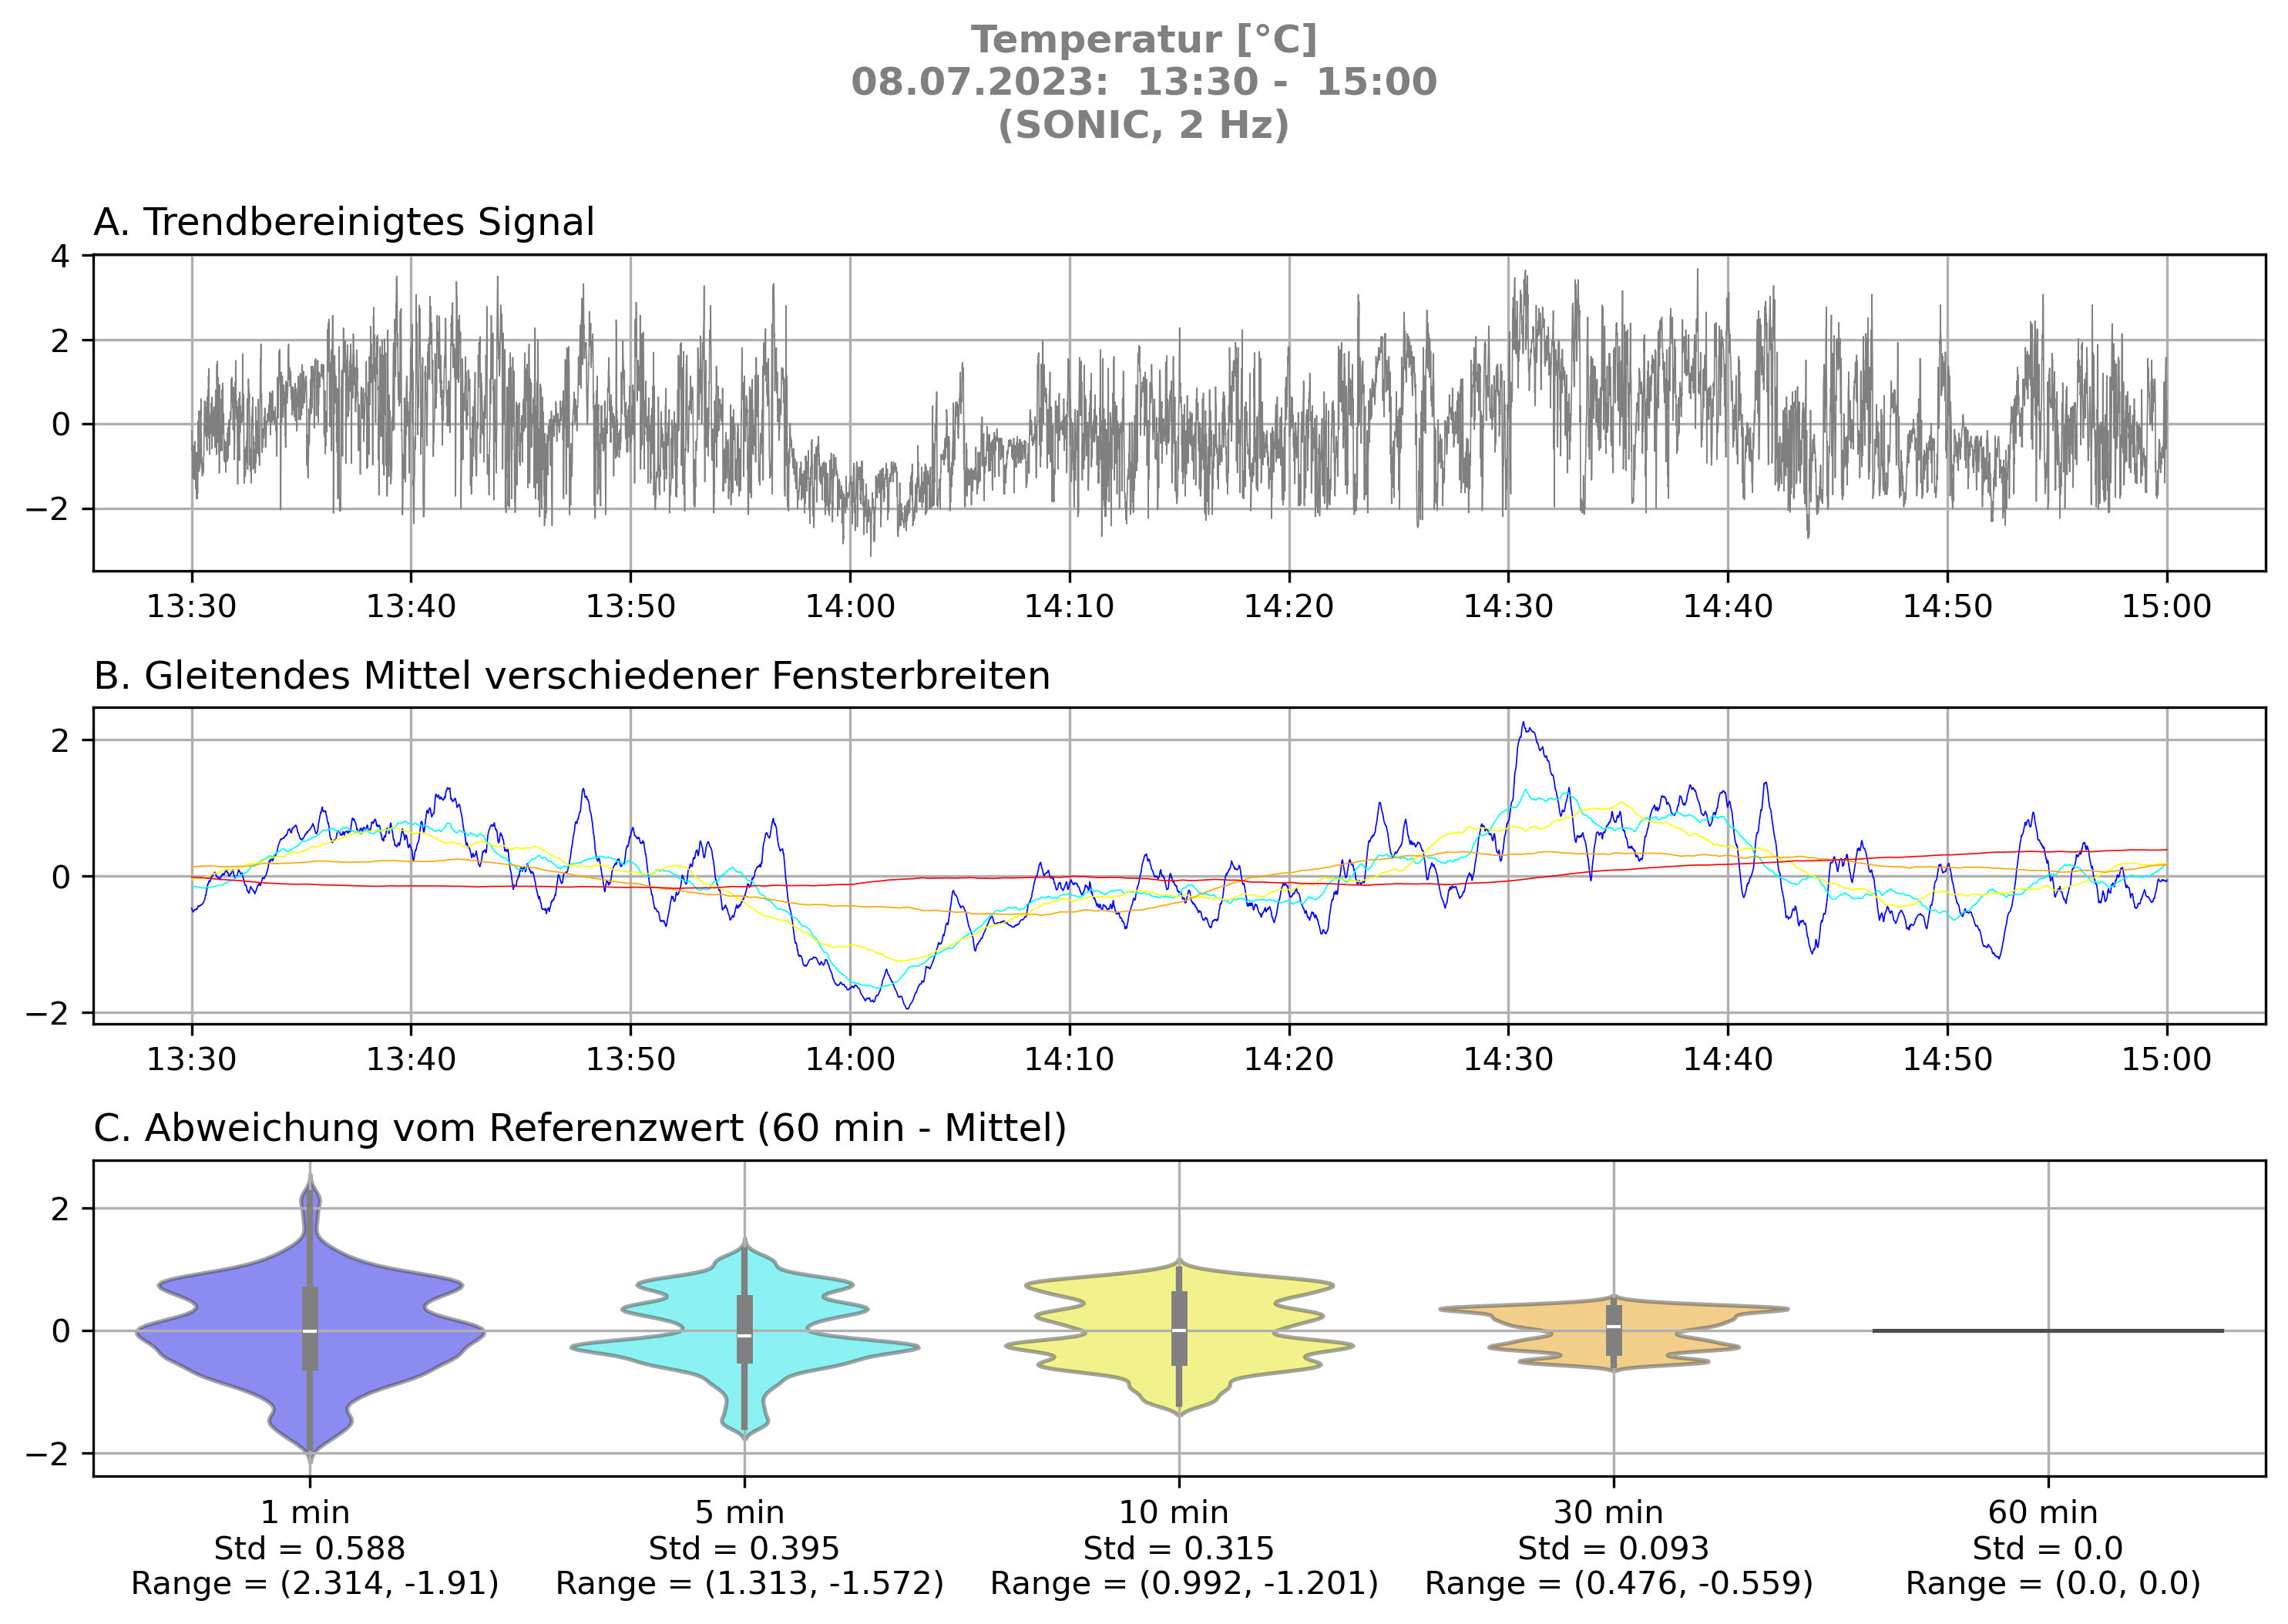 Temperatur [°C]
08.07.2023:  13:30 -  15:00
(SONIC, 2 Hz)
A. Trendbereinigtes Signal
4
2
0
−2
13:30 13:40 13:50 14:00 14:10 14:20 14:30 14:40 14:50 15:00
B. Gleitendes Mittel verschiedener Fensterbreiten
2
0
−2
13:30 13:40 13:50 14:00 14:10 14:20 14:30 14:40 14:50 15:00
C. Abweichung vom Referenzwert (60 min - Mittel)
2
0
−2
1 min 5 min 10 min 30 min 60 min
Std = 0.588 Std = 0.395 Std = 0.315 Std = 0.093 Std = 0.0
Range = (2.314, -1.91) Range = (1.313, -1.572) Range = (0.992, -1.201) Range = (0.476, -0.559) Range = (0.0, 0.0)